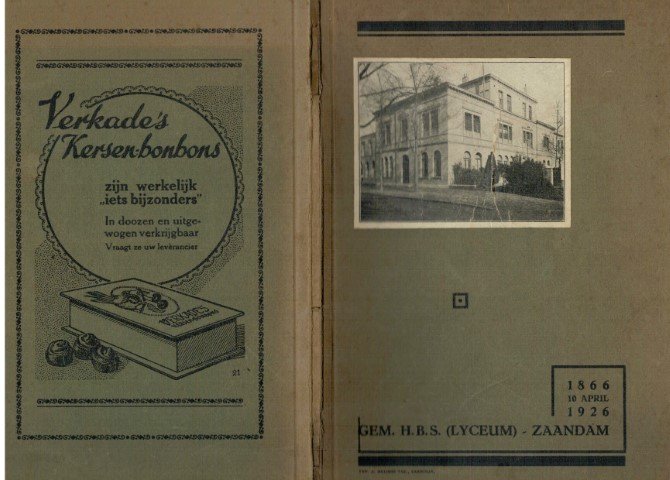 Verkade's
Kersen-bonbons
zijn werkelijk
„iets bijzonders"
In doozen en uitge-
wogen verkrijgbaar
Vraagt ze uw leverancier
21
1866
10 APRIL
1926
GEM. H.B.S. (LYCEUM) - ZAANDAM